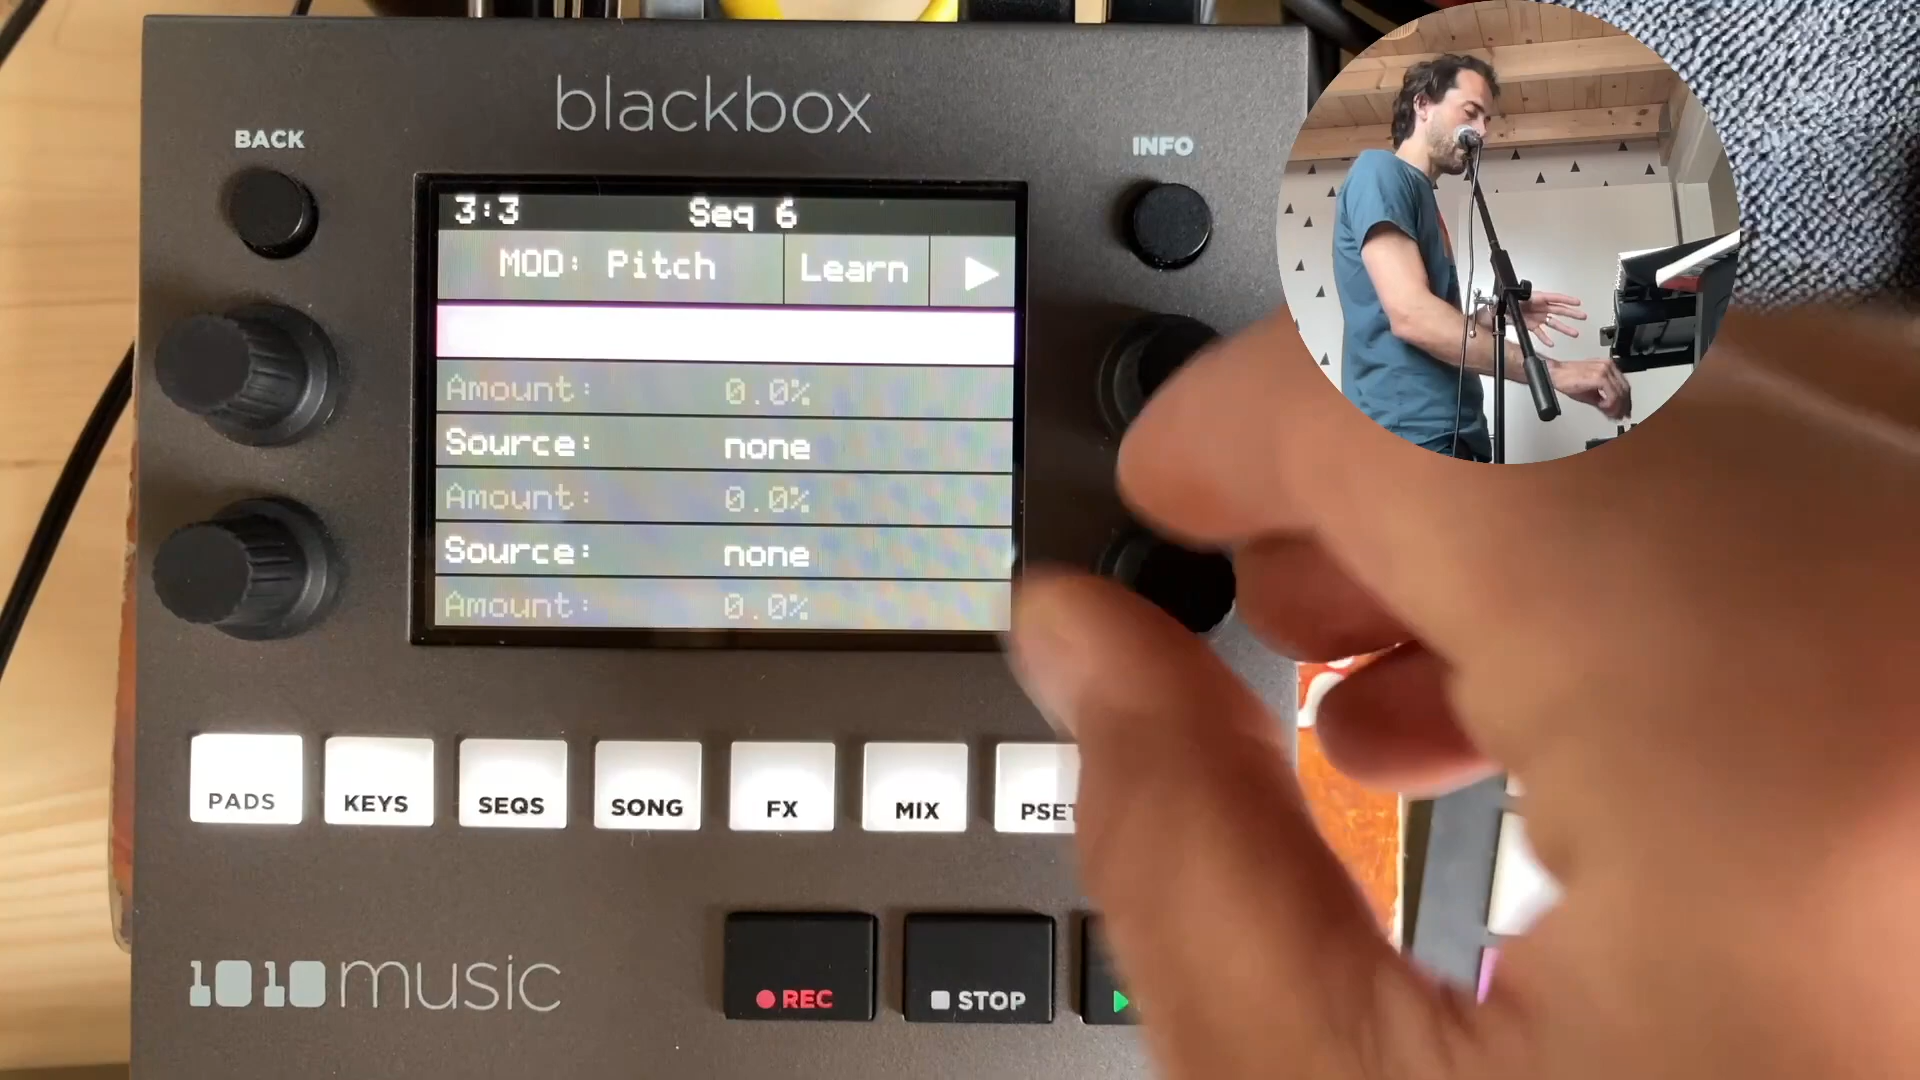 blackbox
BACK
INFO
3:3 Seq 6
MOD: Pitch Learn
Amount: 0.0%
Source: none
Amount: 0.0%
Source: none
Amount: 0.0%
PADS KEYS SEQS SONG FX MIX PSET
1010music
REC STOP